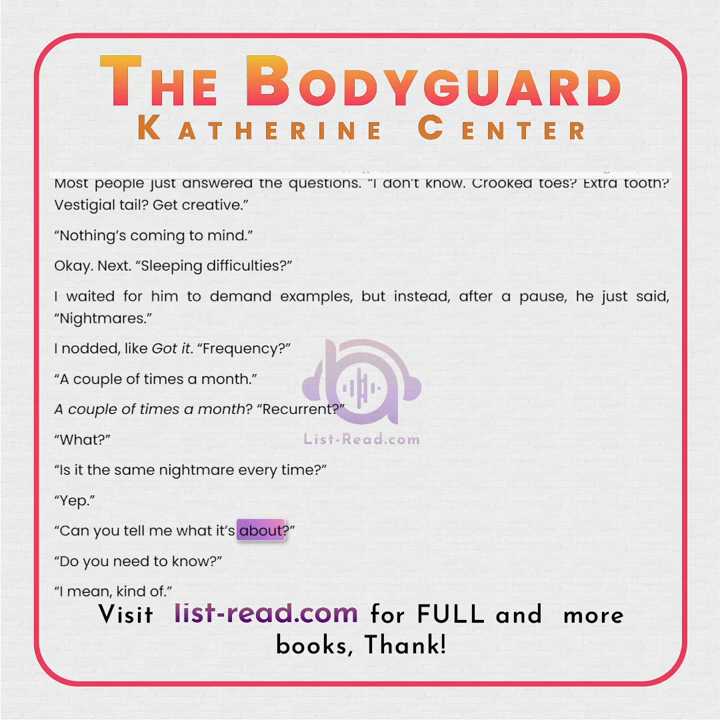 THE BODYGUARD
KATHERINE CENTER
Most people just answered the questions. “I don’t know. Crooked toes? Extra tooth?
Vestigial tail? Get creative.”
“Nothing’s coming to mind.”
Okay. Next. “Sleeping difficulties?”
I waited for him to demand examples, but instead, after a pause, he just said,
“Nightmares.”
I nodded, like Got it. “Frequency?”
“A couple of times a month.”
A couple of times a month? “Recurrent?”
“What?”
List-Read.com
“Is it the same nightmare every time?”
“Yep.”
“Can you tell me what it’s about?”
“Do you need to know?”
“I mean, kind of.”
Visit list-read.com for FULL and more
books, Thank!